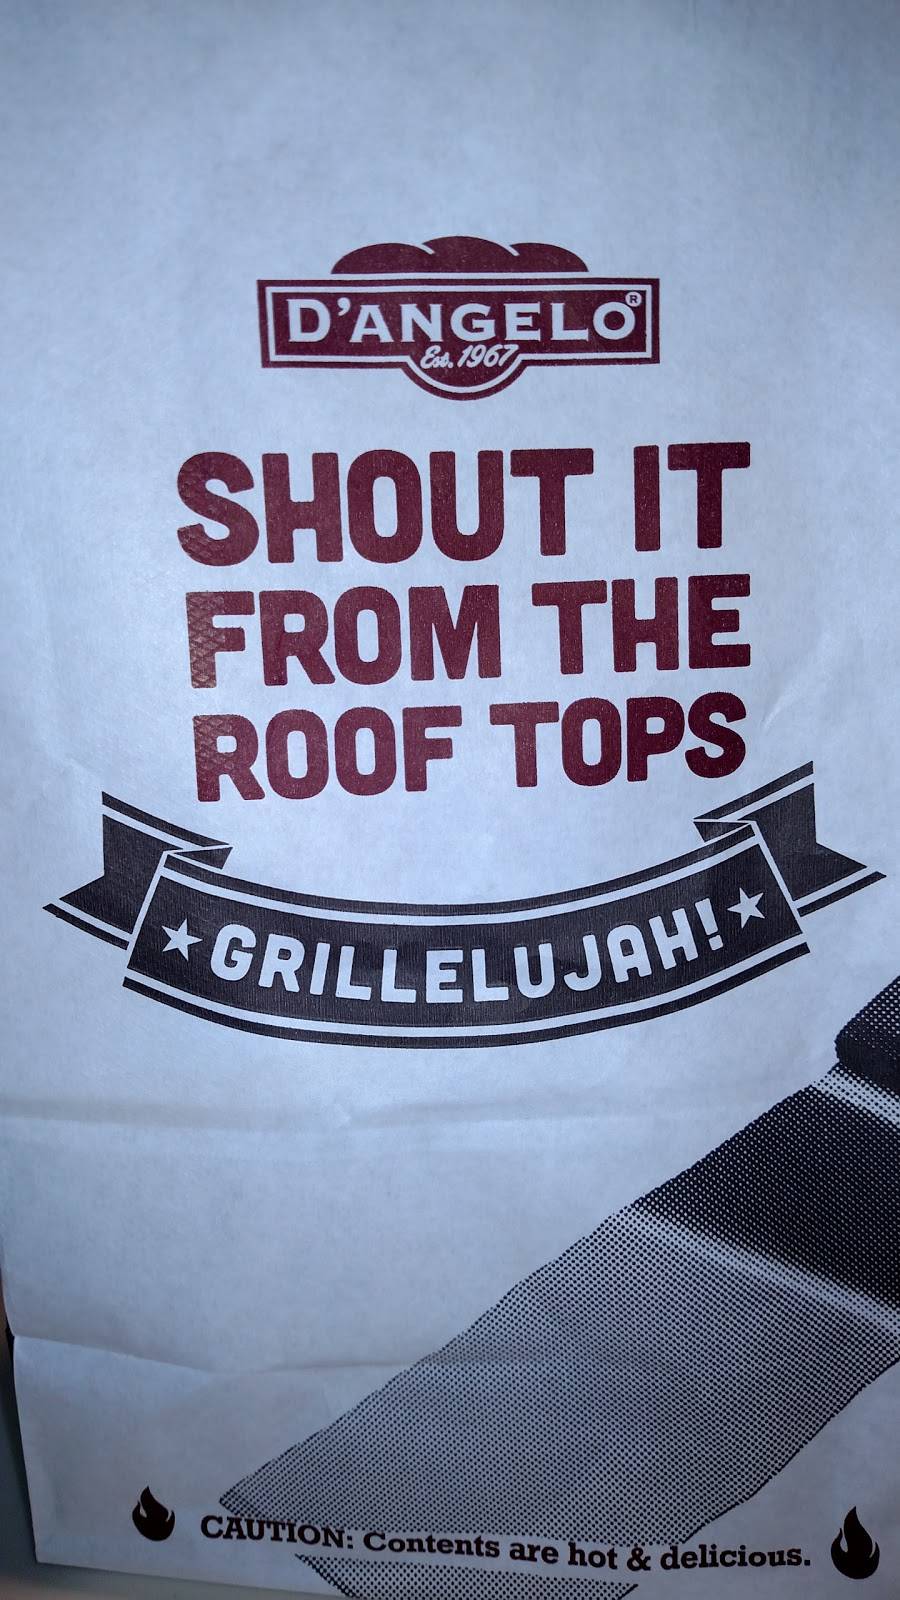 D'ANGELO®
Est. 1967
SHOUT IT
FROM THE
ROOF TOPS
GRILLELUJAH!
CAUTION: Contents are hot & delicious.